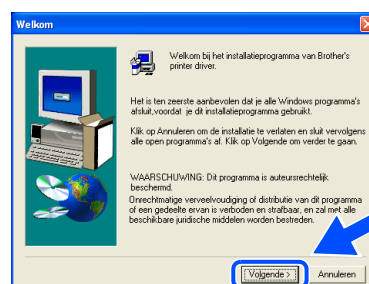 Welkom
Welkom bij het installatieprogramma van Brother's
printer driver.
Het is ten zeerste aanbevolen dat je alle Windows programma's
afsluit,voordat je dit installatieprogramma gebruikt.
Klik op Annuleren om de installatie te verlaten en sluit vervolgens
alle open programma's af. Klik op Volgende om verder te gaan.
WAARSCHUWING: Dit programma is auteursrechtelijk
beschermd.
Onrechtmatige verveelvoudiging of distributie van dit programma
of een gedeelte ervan is verboden en strafbaar, en zal met alle
beschikbare juridische middelen worden bestreden.
Volgende >
Annuleren